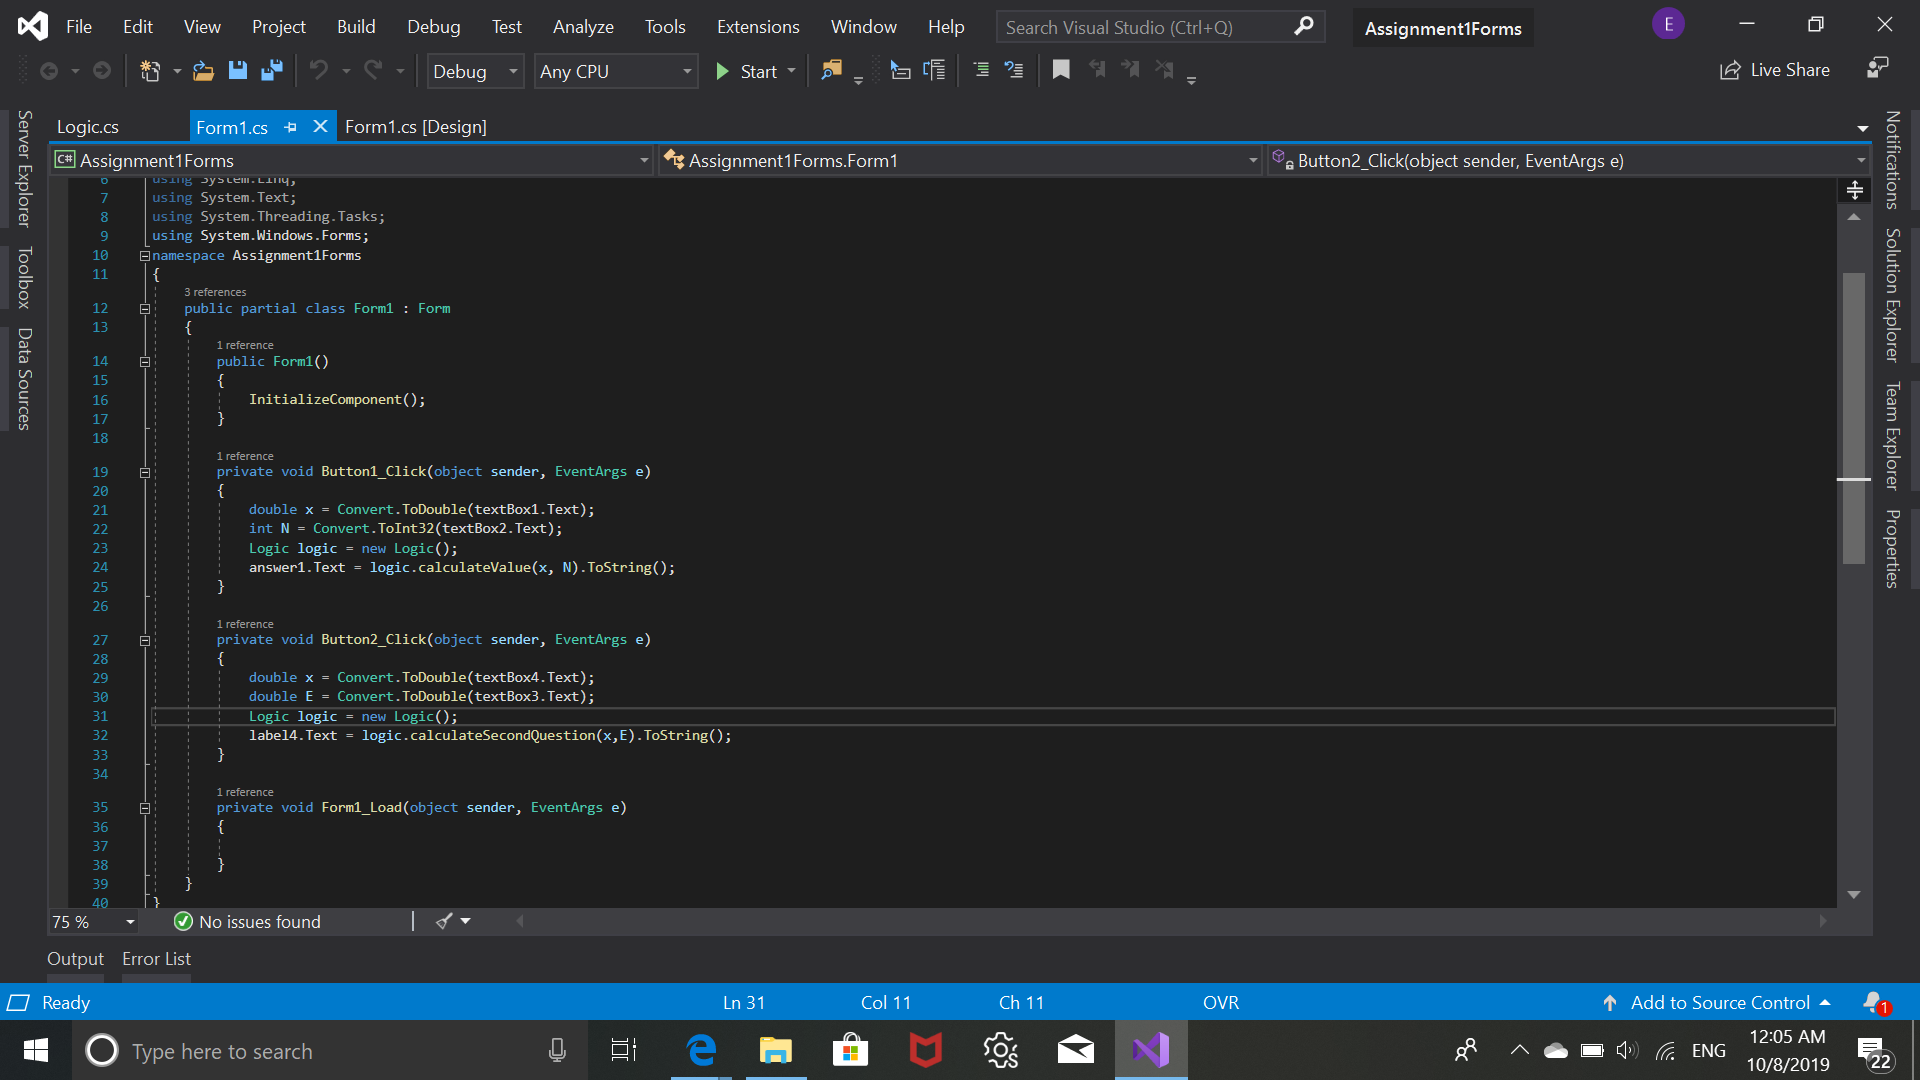 File Edit View Project Build Debug Test Analyze Tools Extensions Window Help Search Visual Studio (Ctrl+Q) Assignment1Forms E
Debug Any CPU Start Live Share
Logic.cs Form1.cs Form1.cs [Design]
C# Assignment1Forms Assignment1Forms.Form1 Button2_Click(object sender, EventArgs e)
Server Explorer
Toolbox
Data Sources
6 using System.Linq;
7 using System.Text;
8 using System.Threading.Tasks;
9 using System.Windows.Forms;
10 namespace Assignment1Forms
11 {
3 references
12 public partial class Form1 : Form
13 {
1 reference
14 public Form1()
15 {
16 InitializeComponent();
17 }
18
1 reference
19 private void Button1_Click(object sender, EventArgs e)
20 {
21 double x = Convert.ToDouble(textBox1.Text);
22 int N = Convert.ToInt32(textBox2.Text);
23 Logic logic = new Logic();
24 answer1.Text = logic.calculateValue(x, N).ToString();
25 }
26
1 reference
27 private void Button2_Click(object sender, EventArgs e)
28 {
29 double x = Convert.ToDouble(textBox4.Text);
30 double E = Convert.ToDouble(textBox3.Text);
31 Logic logic = new Logic();
32 label4.Text = logic.calculateSecondQuestion(x,E).ToString();
33 }
34
1 reference
35 private void Form1_Load(object sender, EventArgs e)
36 {
37
38 }
39 }
40 }
Notifications
Solution Explorer
Team Explorer
Properties
75 % No issues found
Output Error List
Ready Ln 31 Col 11 Ch 11 OVR Add to Source Control 1
Type here to search ENG 12:05 AM
10/8/2019 22